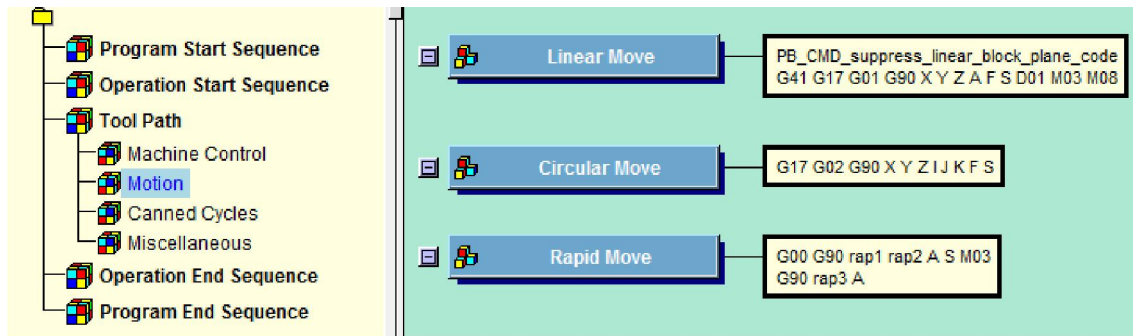 Program Start Sequence
Operation Start Sequence
Tool Path
Machine Control
Motion
Canned Cycles
Miscellaneous
Operation End Sequence
Program End Sequence
Linear Move
PB_CMD_suppress_linear_block_plane_code
G41 G17 G01 G90 X Y Z A F S D01 M03 M08
Circular Move
G17 G02 G90 X Y Z I J K F S
Rapid Move
G00 G90 rap1 rap2 A S M03
G90 rap3 A